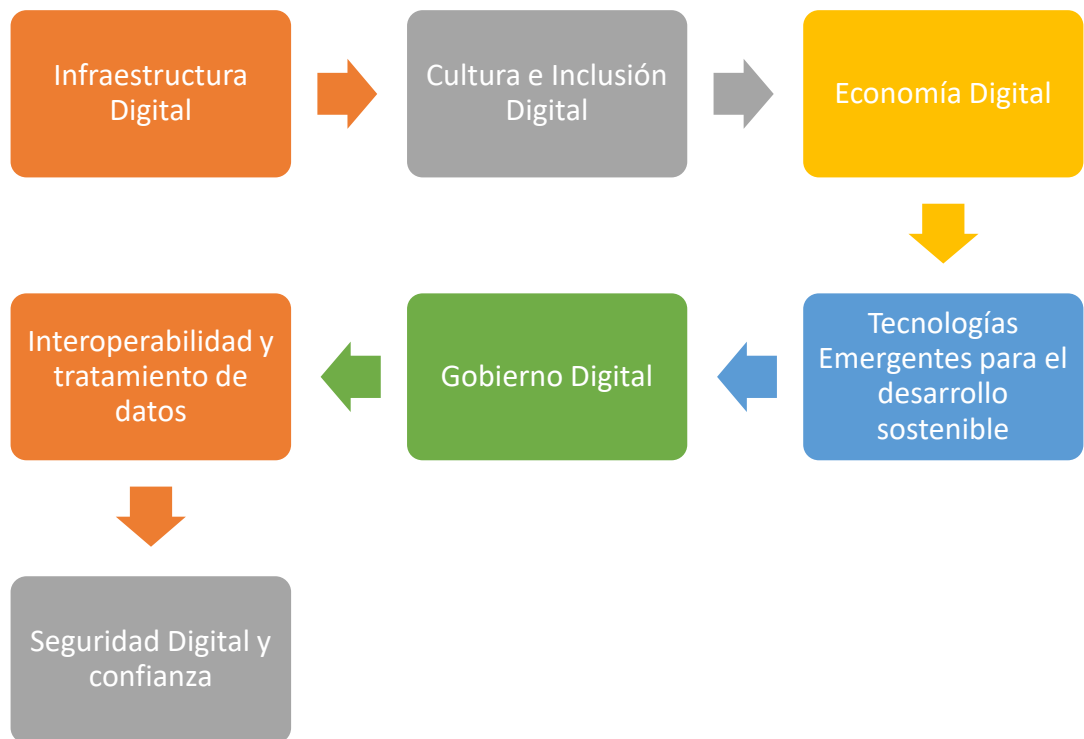 Infraestructura
Digital
Cultura e Inclusión
Digital
Economía Digital
Tecnologías
Emergentes para el
desarrollo
sostenible
Gobierno Digital
Interoperabilidad y
tratamiento de
datos
Seguridad Digital y
confianza